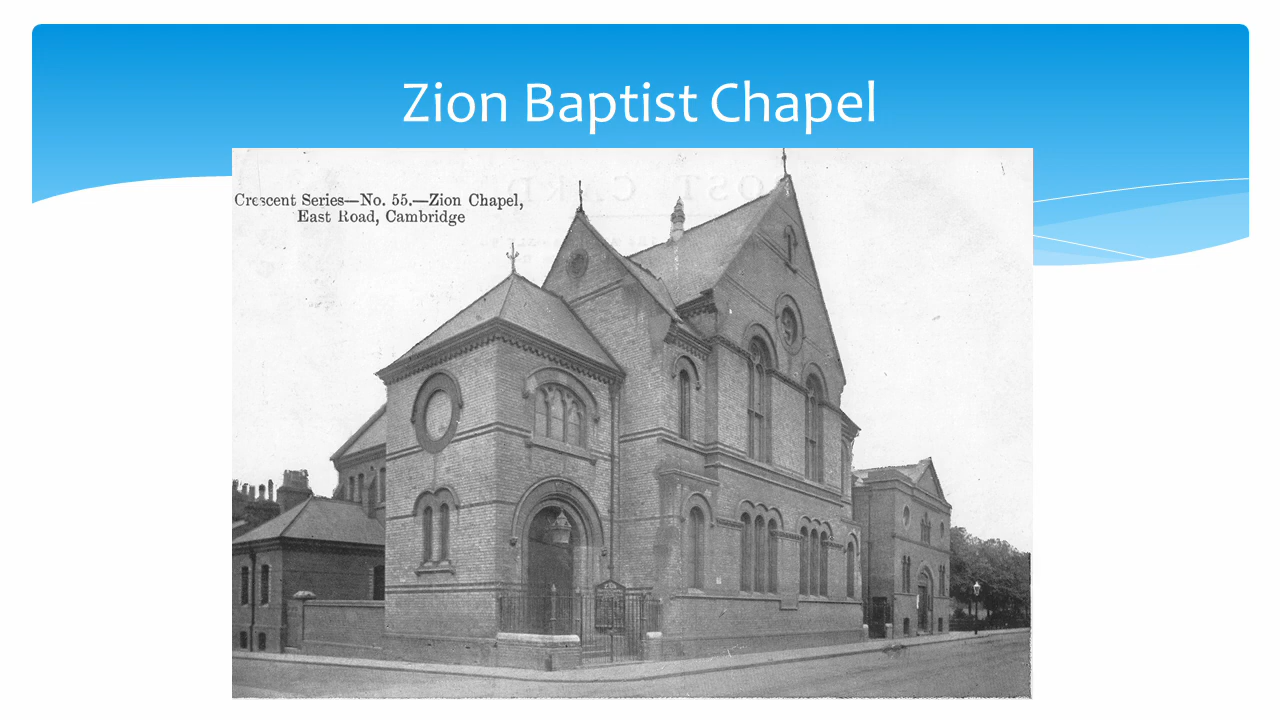 Zion Baptist Chapel
Crescent Series—No. 55.—Zion Chapel,
East Road, Cambridge